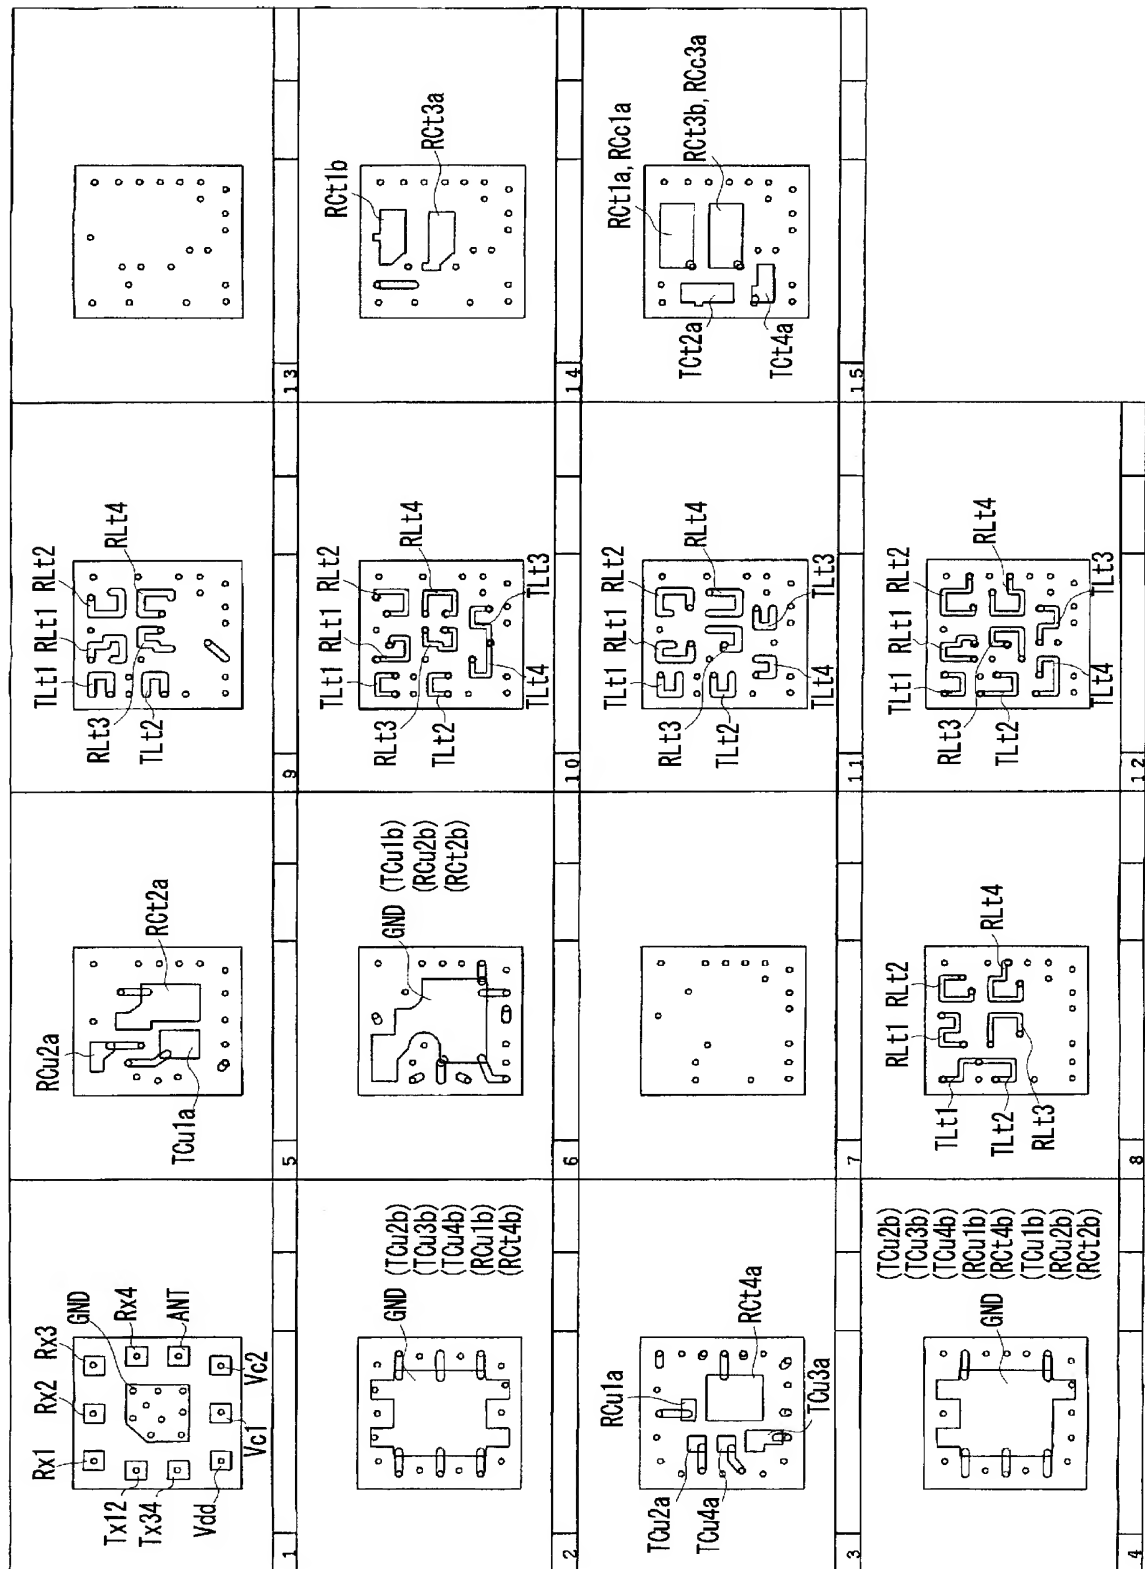 1
Rx1
Rx2
Rx3
GND
Rx4
ANT
Tx12
Tx34
Vdd
Vc1
Vc2
2
GND
(TCu2b)
(TCu3b)
(TCu4b)
(RCu1b)
(RCt4b)
3
RCu1a
RCt4a
TCu2a
TCu4a
TCu3a
4
GND
(TCu2b)
(TCu3b)
(TCu4b)
(RCu1b)
(RCt4b)
(TCu1b)
(RCu2b)
(RCt2b)
5
RCu2a
RCt2a
TCu1a
6
GND (TCu1b)
(RCu2b)
(RCt2b)
7
8
RLt1
RLt2
RLt4
TLt1
TLt2
RLt3
9
TLt1
RLt1
RLt2
RLt4
RLt3
TLt2
10
TLt1
RLt1
RLt2
RLt4
RLt3
TLt2
TLt4
TLt3
11
TLt1
RLt1
RLt2
RLt4
RLt3
TLt2
TLt4
TLt3
12
TLt1
RLt1
RLt2
RLt4
RLt3
TLt2
TLt4
TLt3
13
14
RCt1b
RCt3a
15
RCt1a, RCc1a
RCt3b, RCc3a
TCt2a
TCt4a